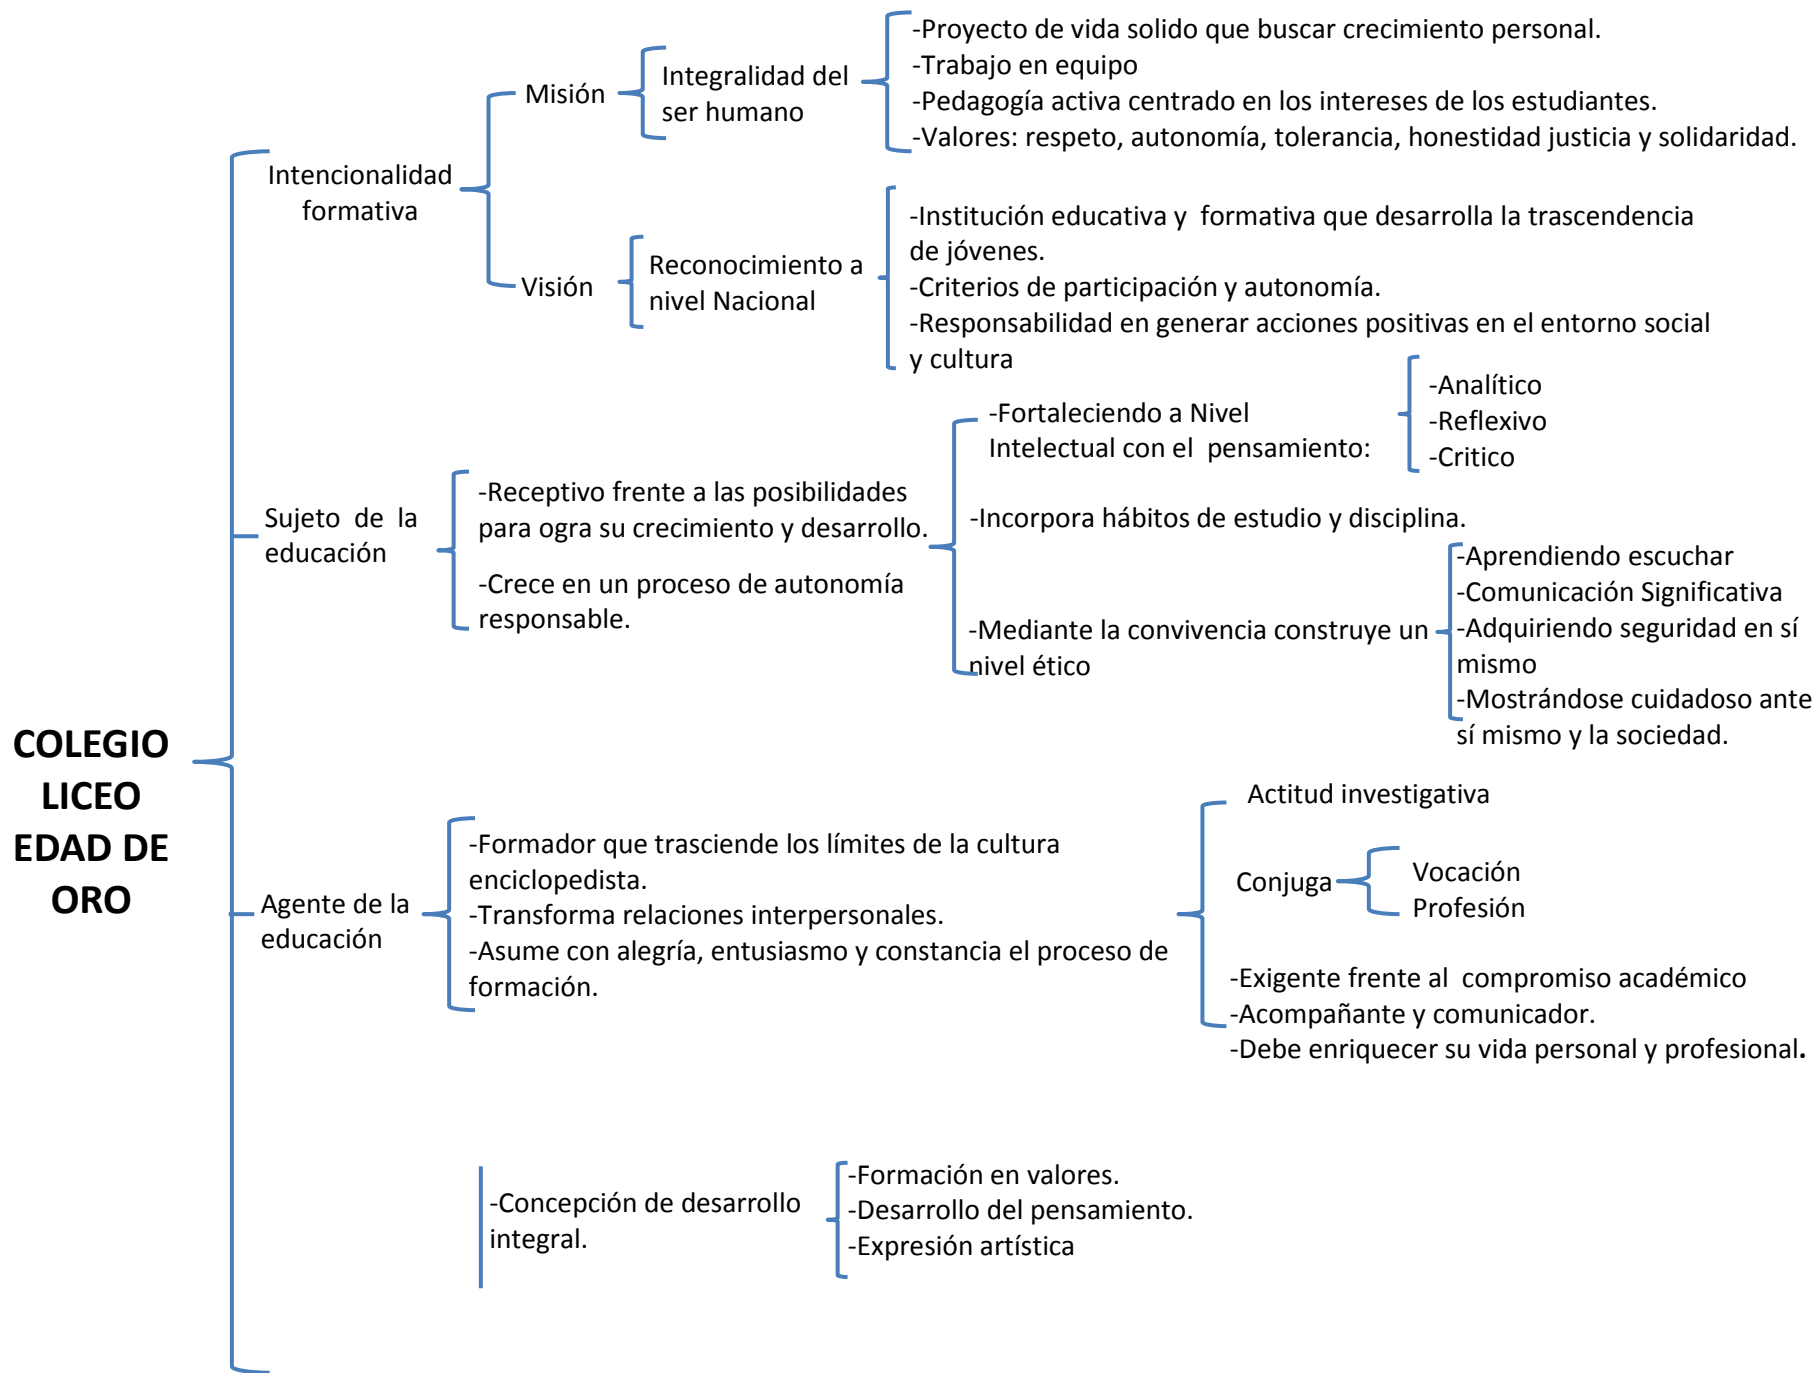 COLEGIO
LICEO
EDAD DE
ORO
Intencionalidad
formativa
Misión
Integralidad del
ser humano
-Proyecto de vida solido que buscar crecimiento personal.
-Trabajo en equipo
-Pedagogía activa centrado en los intereses de los estudiantes.
-Valores: respeto, autonomía, tolerancia, honestidad justicia y solidaridad.
Visión
Reconocimiento a
nivel Nacional
-Institución educativa y formativa que desarrolla la trascendencia
de jóvenes.
-Criterios de participación y autonomía.
-Responsabilidad en generar acciones positivas en el entorno social
y cultura
Sujeto de la
educación
-Receptivo frente a las posibilidades
para ogra su crecimiento y desarrollo.
-Crece en un proceso de autonomía
responsable.
-Fortaleciendo a Nivel
Intelectual con el pensamiento:
-Analítico
-Reflexivo
-Critico
-Incorpora hábitos de estudio y disciplina.
-Mediante la convivencia construye un
nivel ético
-Aprendiendo escuchar
-Comunicación Significativa
-Adquiriendo seguridad en sí
mismo
-Mostrándose cuidadoso ante
sí mismo y la sociedad.
Agente de la
educación
-Formador que trasciende los límites de la cultura
enciclopedista.
-Transforma relaciones interpersonales.
-Asume con alegría, entusiasmo y constancia el proceso de
formación.
Actitud investigativa
Conjuga
Vocación
Profesión
-Exigente frente al compromiso académico
-Acompañante y comunicador.
-Debe enriquecer su vida personal y profesional.
-Concepción de desarrollo
integral.
-Formación en valores.
-Desarrollo del pensamiento.
-Expresión artística